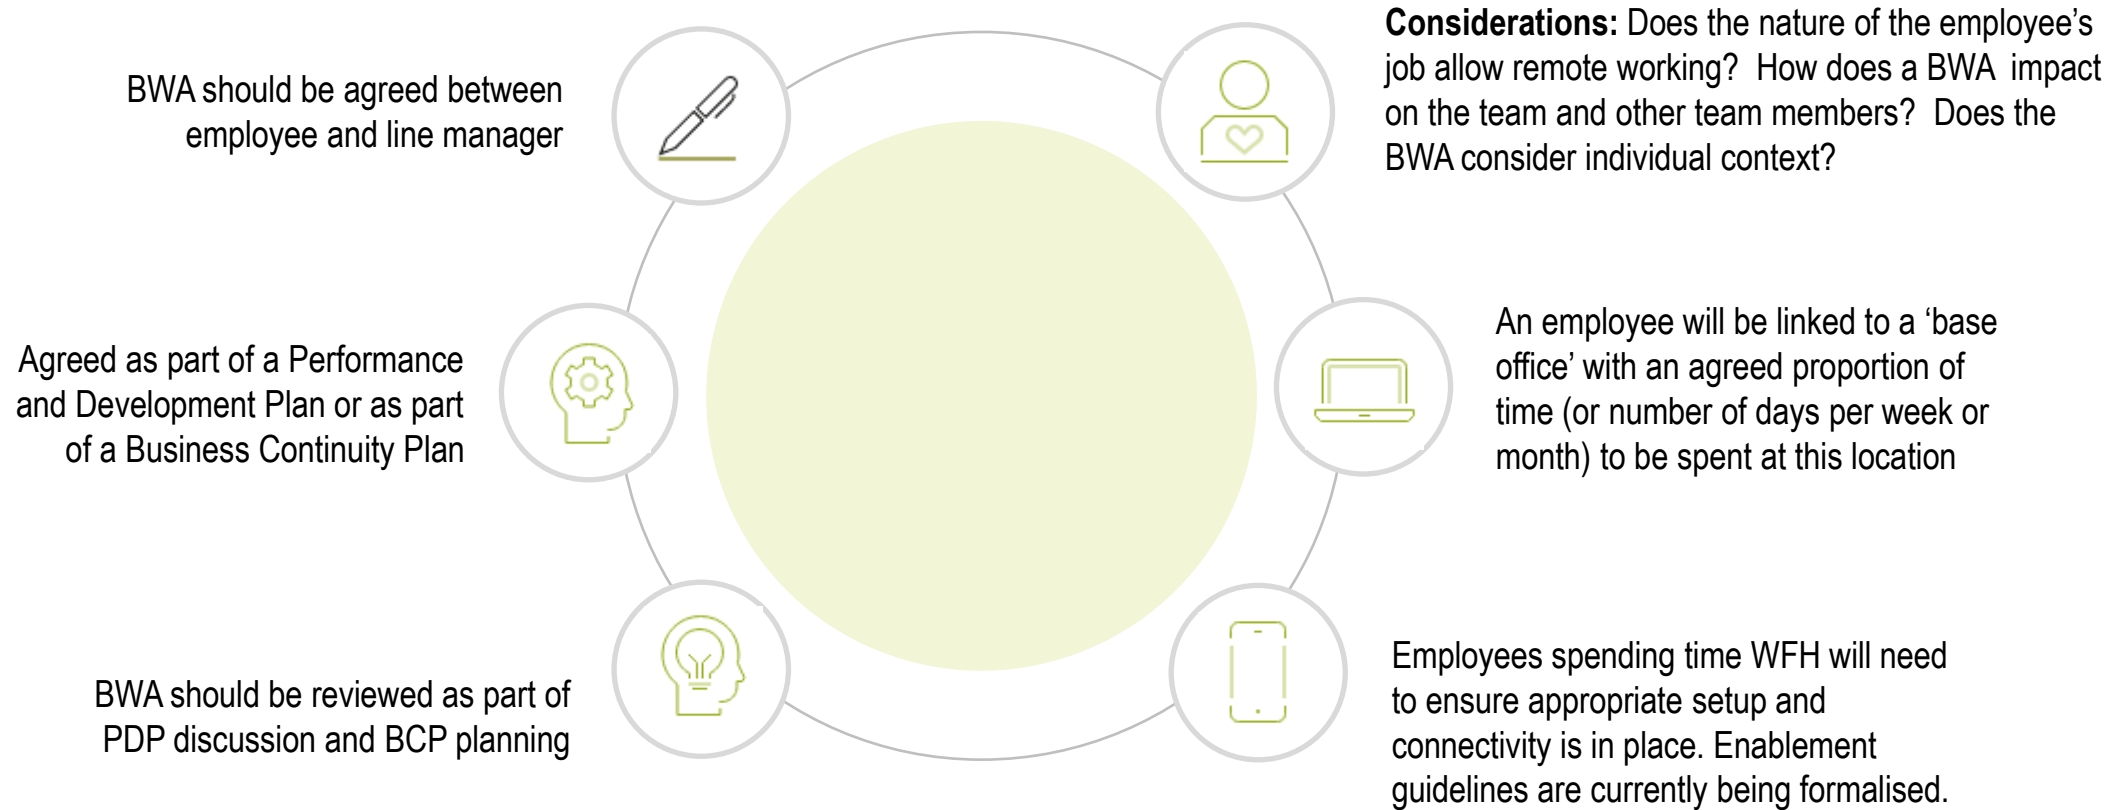 BWA should be agreed between
employee and line manager
Agreed as part of a Performance
and Development Plan or as part
of a Business Continuity Plan
BWA should be reviewed as part of
PDP discussion and BCP planning
Considerations: Does the nature of the employee’s
job allow remote working?  How does a BWA  impact
on the team and other team members?  Does the
BWA consider individual context?
An employee will be linked to a ‘base
office’ with an agreed proportion of
time (or number of days per week or
month) to be spent at this location
Employees spending time WFH will need
to ensure appropriate setup and
connectivity is in place. Enablement
guidelines are currently being formalised.